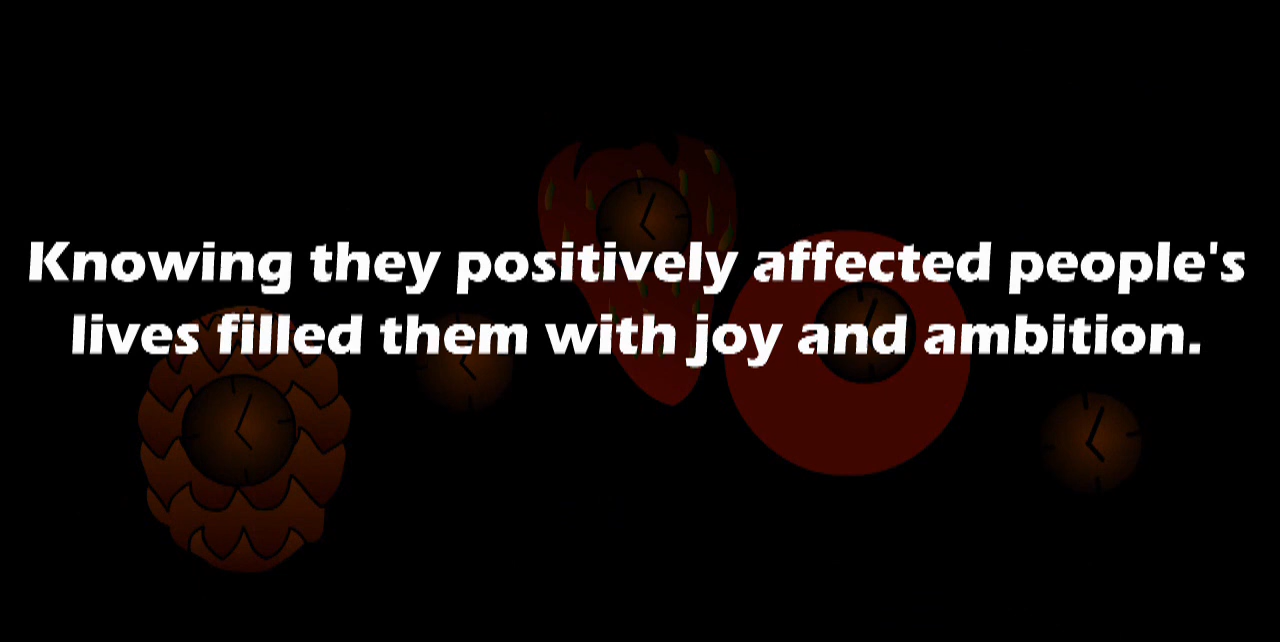 Knowing they positively affected people's
lives filled them with joy and ambition.